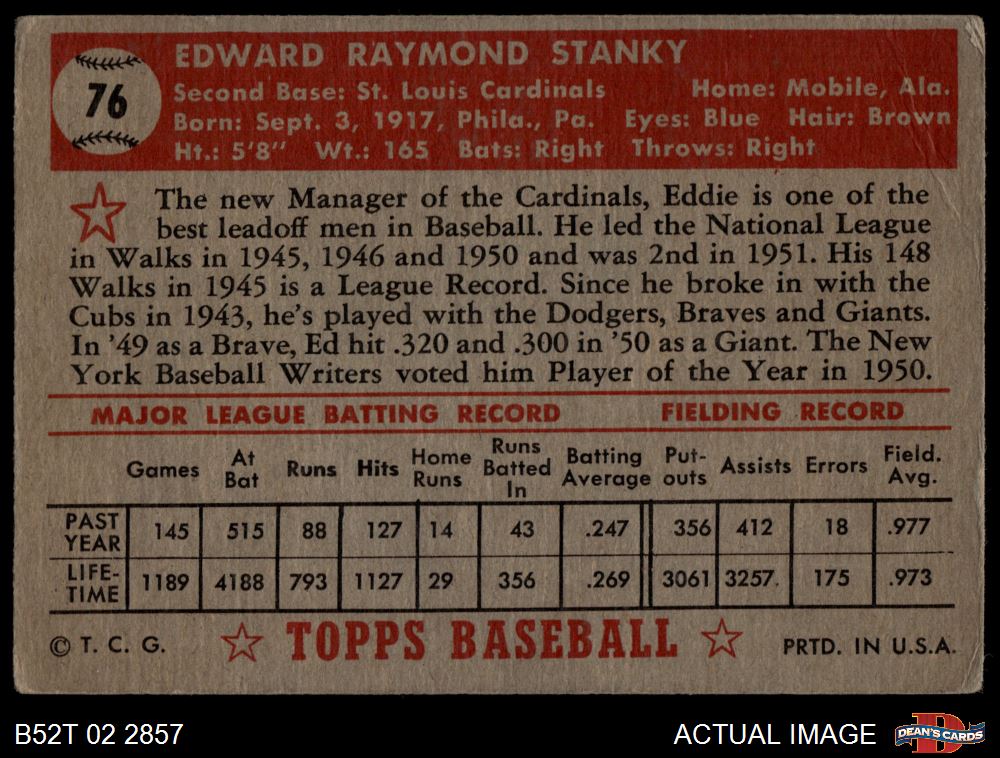 76
EDWARD RAYMOND STANKY
Second Base: St. Louis Cardinals Home: Mobile, Ala.
Born: Sept. 3, 1917, Phila., Pa. Eyes: Blue Hair: Brown
Ht.: 5'8" Wt.: 165 Bats: Right Throws: Right
The new Manager of the Cardinals, Eddie is one of the
best leadoff men in Baseball. He led the National League
in Walks in 1945, 1946 and 1950 and was 2nd in 1951. His 148
Walks in 1945 is a League Record. Since he broke in with the
Cubs in 1943, he's played with the Dodgers, Braves and Giants.
In '49 as a Brave, Ed hit .320 and .300 in '50 as a Giant. The New
York Baseball Writers voted him Player of the Year in 1950.
MAJOR LEAGUE BATTING RECORD FIELDING RECORD
Games At Bat Runs Hits Home Runs Runs Batted In Batting Average Put-outs Assists Errors Field. Avg.
PAST YEAR 145 515 88 127 14 43 .247 356 412 18 .977
LIFE-TIME 1189 4188 793 1127 29 356 .269 3061 3257. 175 .973
© T. C. G. TOPPS BASEBALL PRTD. IN U.S.A.
B52T 02 2857 ACTUAL IMAGE D DEAN'S CARDS